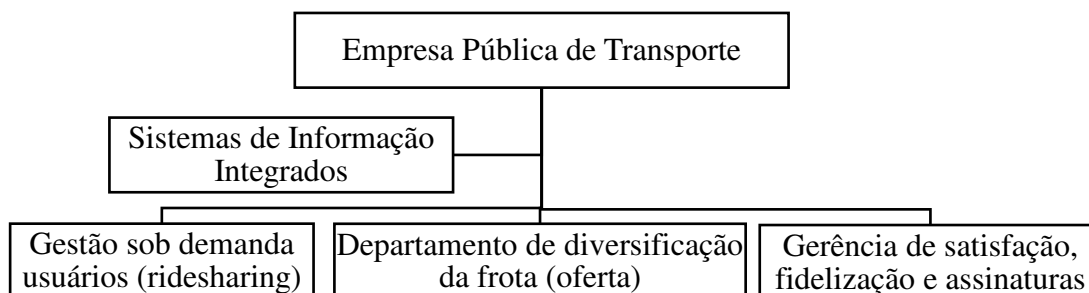 Empresa Pública de Transporte
Sistemas de Informação
Integrados
Gestão sob demanda
usuários (ridesharing)
Departamento de diversificação
da frota (oferta)
Gerência de satisfação,
fidelização e assinaturas